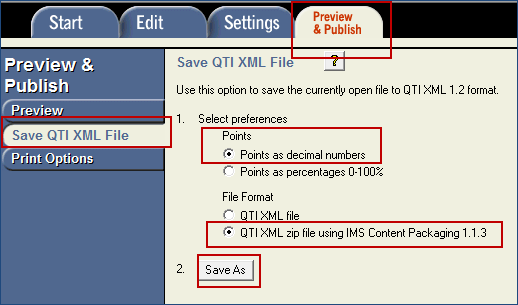 Start
Edit
Settings
Preview
& Publish
Preview &
Publish
Preview
Save QTI XML File
Print Options
Save QTI XML File
?
Use this option to save the currently open file to QTI XML 1.2 format.
1. Select preferences
Points
Points as decimal numbers
Points as percentages 0-100%
File Format
QTI XML file
QTI XML zip file using IMS Content Packaging 1.1.3
2. Save As